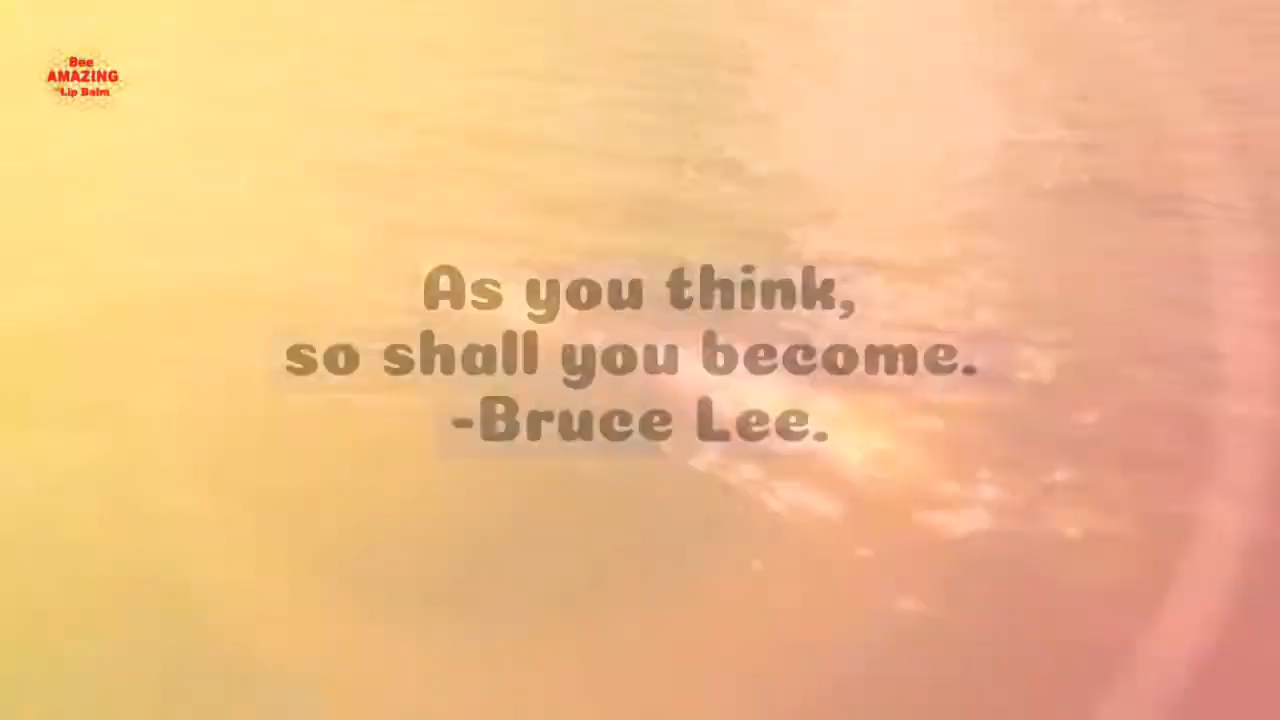 Bee
AMAZING
Lip Balm
As you think,
so shall you become.
-Bruce Lee.